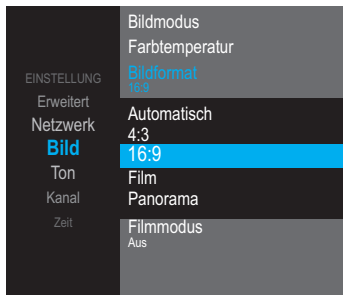 EINSTELLUNG
Erweitert
Netzwerk
Bild
Ton
Kanal
Zeit
Bildmodus
Farbtemperatur
Bildformat
16:9
Automatisch
4:3
16:9
Film
Panorama
Filmmodus
Aus